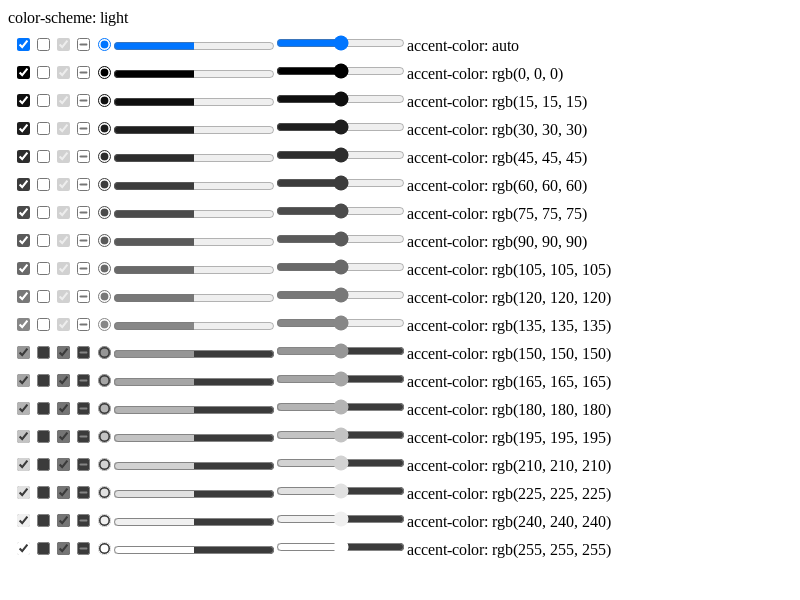 color-scheme: light
accent-color: auto
accent-color: rgb(0, 0, 0)
accent-color: rgb(15, 15, 15)
accent-color: rgb(30, 30, 30)
accent-color: rgb(45, 45, 45)
accent-color: rgb(60, 60, 60)
accent-color: rgb(75, 75, 75)
accent-color: rgb(90, 90, 90)
accent-color: rgb(105, 105, 105)
accent-color: rgb(120, 120, 120)
accent-color: rgb(135, 135, 135)
accent-color: rgb(150, 150, 150)
accent-color: rgb(165, 165, 165)
accent-color: rgb(180, 180, 180)
accent-color: rgb(195, 195, 195)
accent-color: rgb(210, 210, 210)
accent-color: rgb(225, 225, 225)
accent-color: rgb(240, 240, 240)
accent-color: rgb(255, 255, 255)